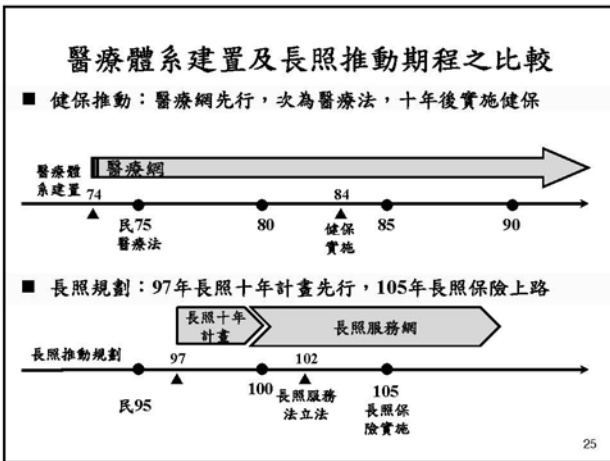 醫療體系建置及長照推動期程之比較
■ 健保推動：醫療網先行，次為醫療法，十年後實施健保
醫療體
系建置
醫療網
74
84
民75
醫療法
80
健保
實施
85
90
■ 長照規劃：97年長照十年計畫先行，105年長照保險上路
長照十年
計畫
長照服務網
長照推動規劃
97
102
民95
100
長照服務
法立法
105
長照保
險實施
25